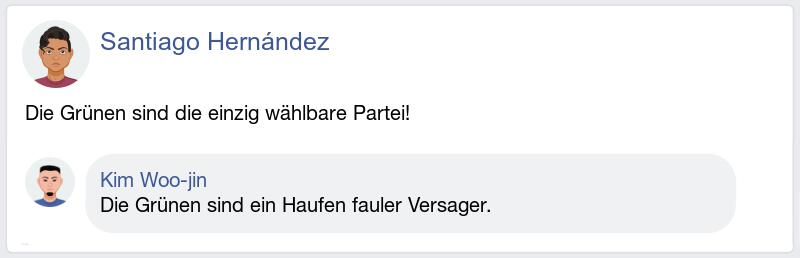 Santiago Hernández
Die Grünen sind die einzig wählbare Partei!
Kim Woo-jin
Die Grünen sind ein Haufen fauler Versager.